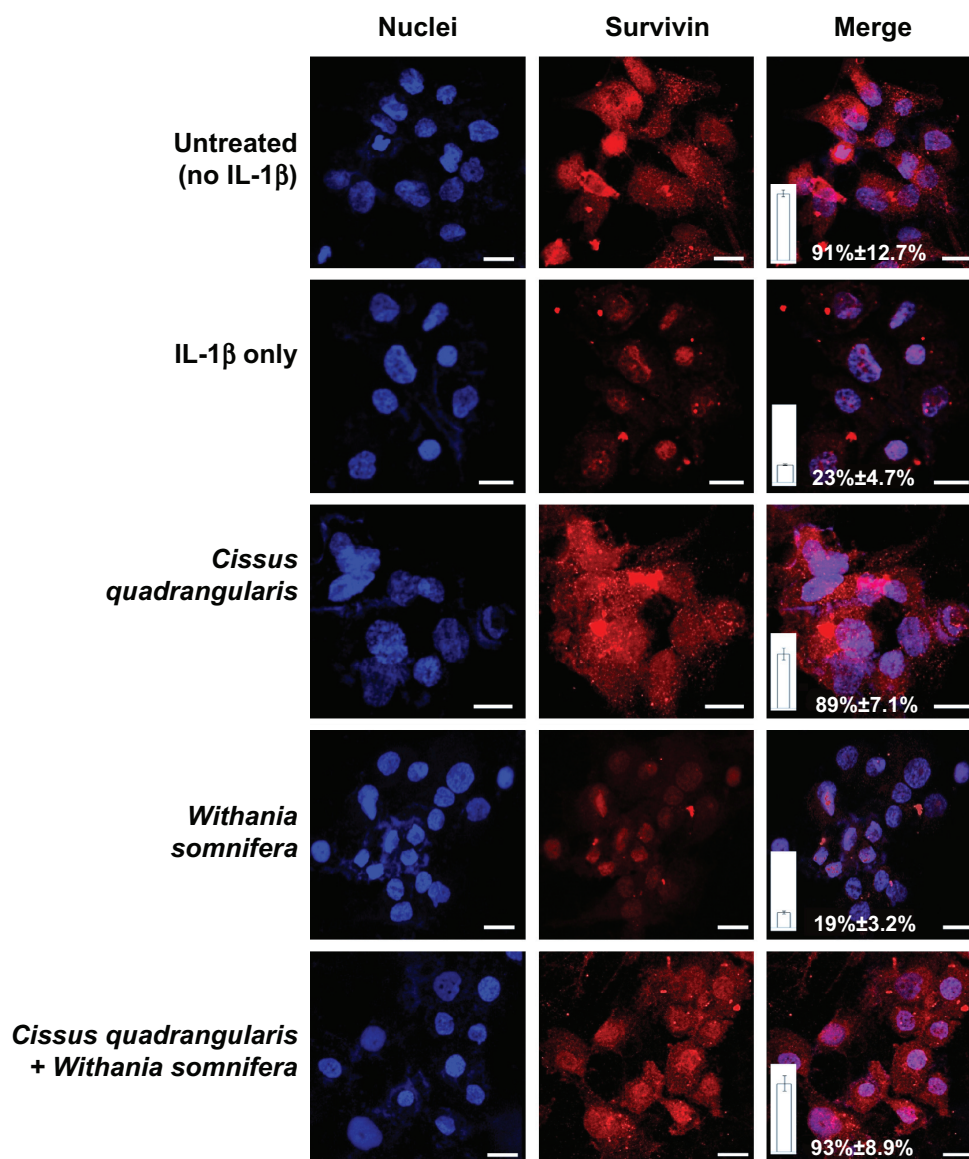 Nuclei Survivin Merge
Untreated
(no IL-1β)
91%±12.7%
IL-1β only
23%±4.7%
Cissus
quadrangularis
89%±7.1%
Withania
somnifera
19%±3.2%
Cissus quadrangularis
+ Withania somnifera
93%±8.9%